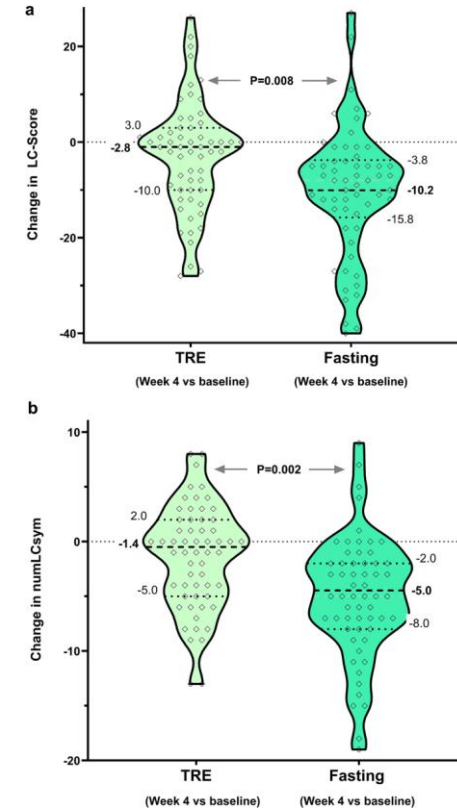 a
Change in LC-Score
20
0
-20
-40
P=0.008
3.0
-2.8
-10.0
-3.8
-10.2
-15.8
TRE
Fasting
(Week 4 vs baseline)
(Week 4 vs baseline)
b
Change in numLCsym
10
0
-10
-20
P=0.002
2.0
-1.4
-5.0
-2.0
-5.0
-8.0
TRE
Fasting
(Week 4 vs baseline)
(Week 4 vs baseline)